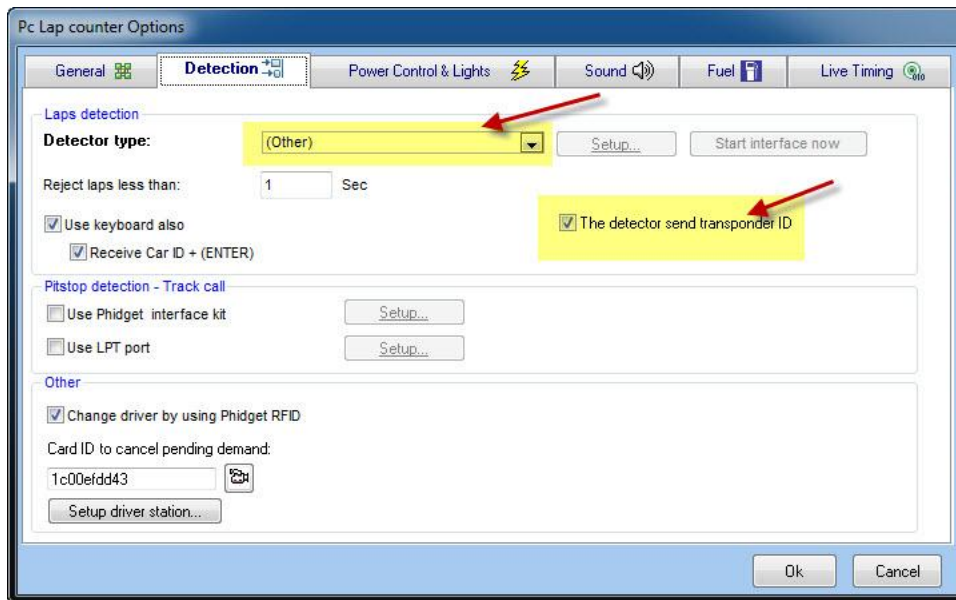 Pc Lap counter Options
General Detection Power Control & Lights Sound Fuel Live Timing
Laps detection
Detector type: (Other) Setup... Start interface now
Reject laps less than: 1 Sec
Use keyboard also The detector send transponder ID
Receive Car ID + (ENTER)
Pitstop detection - Track call
Use Phidget interface kit Setup...
Use LPT port Setup...
Other
Change driver by using Phidget RFID
Card ID to cancel pending demand:
1c00efdd43
Setup driver station...
Ok Cancel